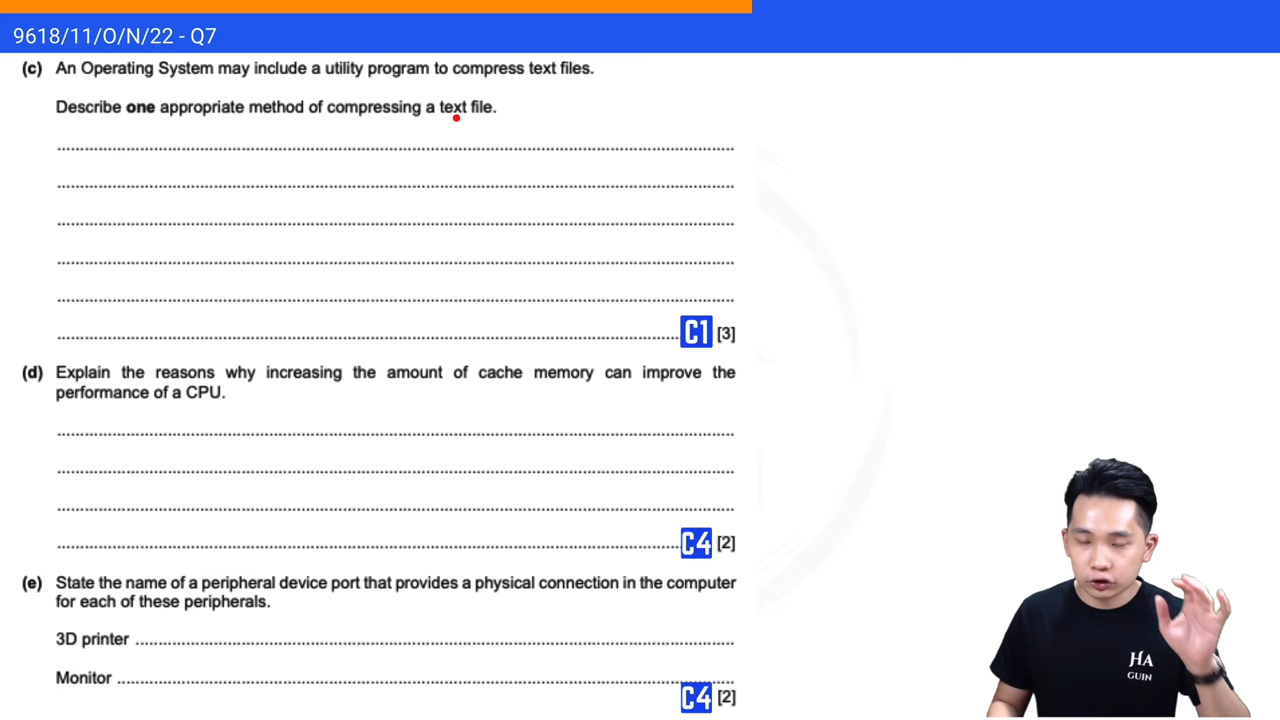 9618/11/O/N/22 - Q7
(c) An Operating System may include a utility program to compress text files.
Describe one appropriate method of compressing a text file.
C1 [3]
(d) Explain the reasons why increasing the amount of cache memory can improve the
performance of a CPU.
C4 [2]
(e) State the name of a peripheral device port that provides a physical connection in the computer
for each of these peripherals.
3D printer
Monitor
C4 [2]
HA
GUIN